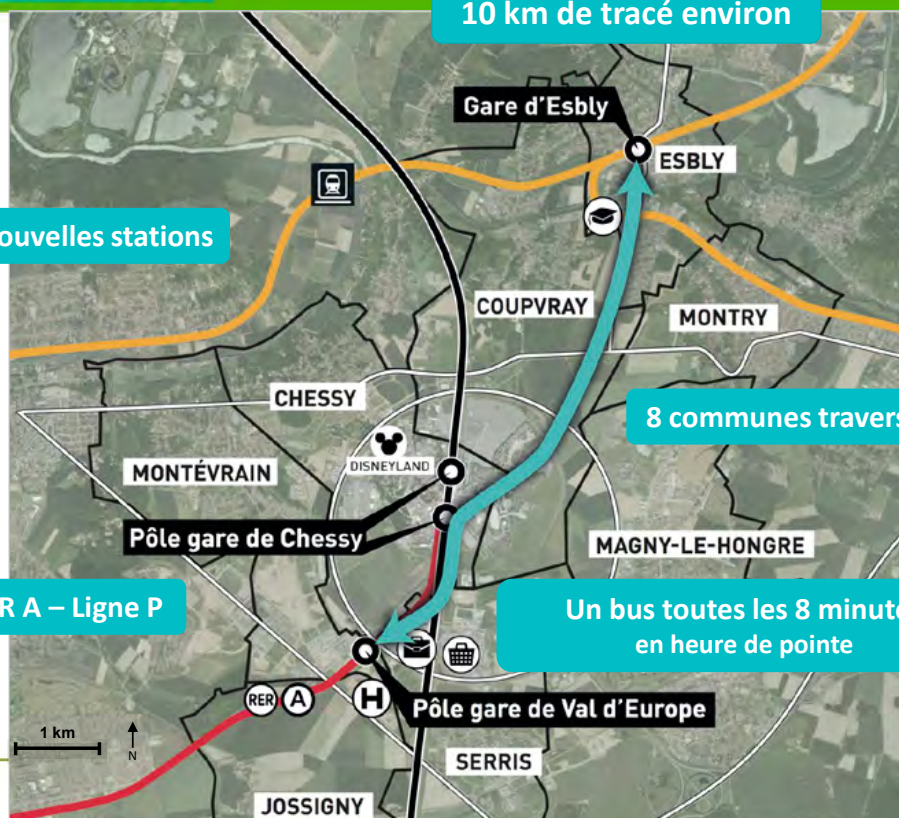 10 km de tracé environ
Gare d'Esbly
ESBLY
ouvelles stations
COUPVRAY
MONTRY
CHESSY
8 communes travers
DISNEYLAND
MONTÉVRAIN
Pôle gare de Chessy
MAGNY-LE-HONGRE
R A – Ligne P
Un bus toutes les 8 minute
en heure de pointe
RER A
H
Pôle gare de Val d'Europe
1 km
N
SERRIS
JOSSIGNY